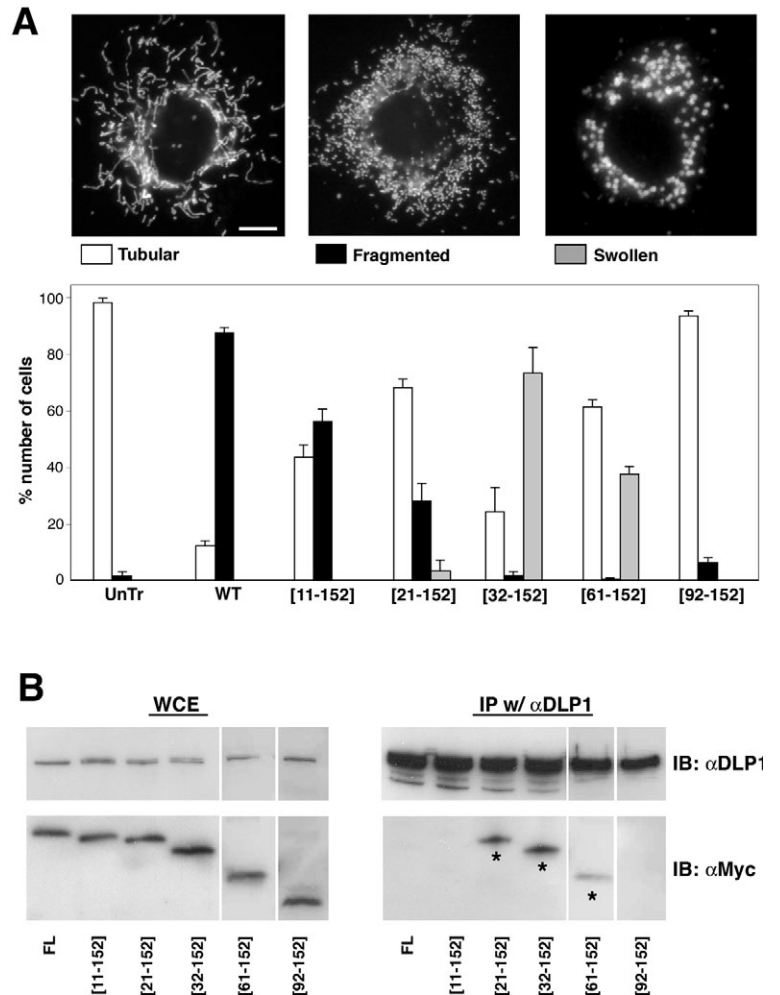 A
Tubular
Fragmented
Swollen
% number of cells
100
80
60
40
20
0
UnTr WT [11-152] [21-152] [32-152] [61-152] [92-152]
B
WCE
IP w/ αDLP1
IB: αDLP1
IB: αMyc
* * *
FL [11-152] [21-152] [32-152] [61-152] [92-152]
FL [11-152] [21-152] [32-152] [61-152] [92-152]